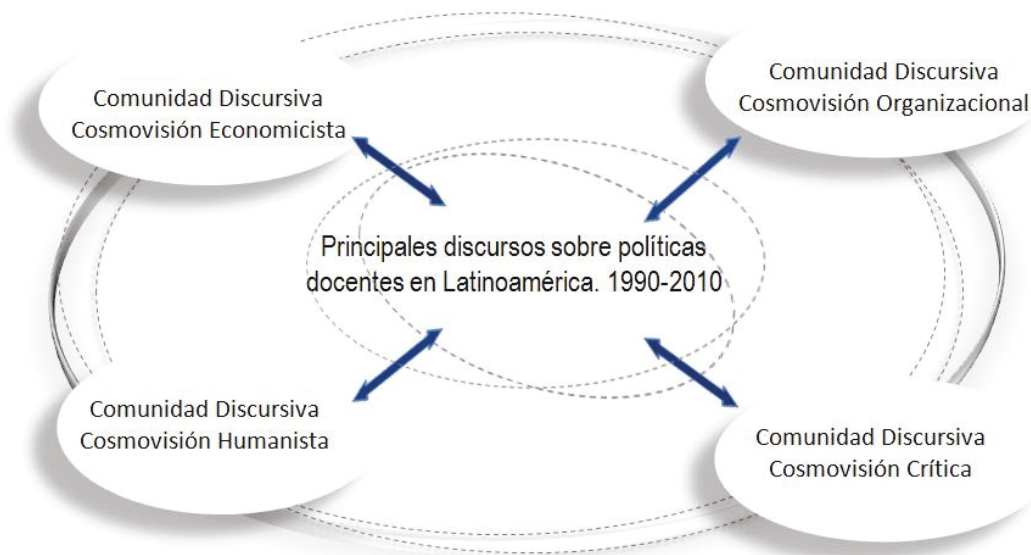 Comunidad Discursiva
Cosmovisión Economicista
Comunidad Discursiva
Cosmovisión Organizacional
Principales discursos sobre políticas
docentes en Latinoamérica. 1990-2010
Comunidad Discursiva
Cosmovisión Humanista
Comunidad Discursiva
Cosmovisión Crítica